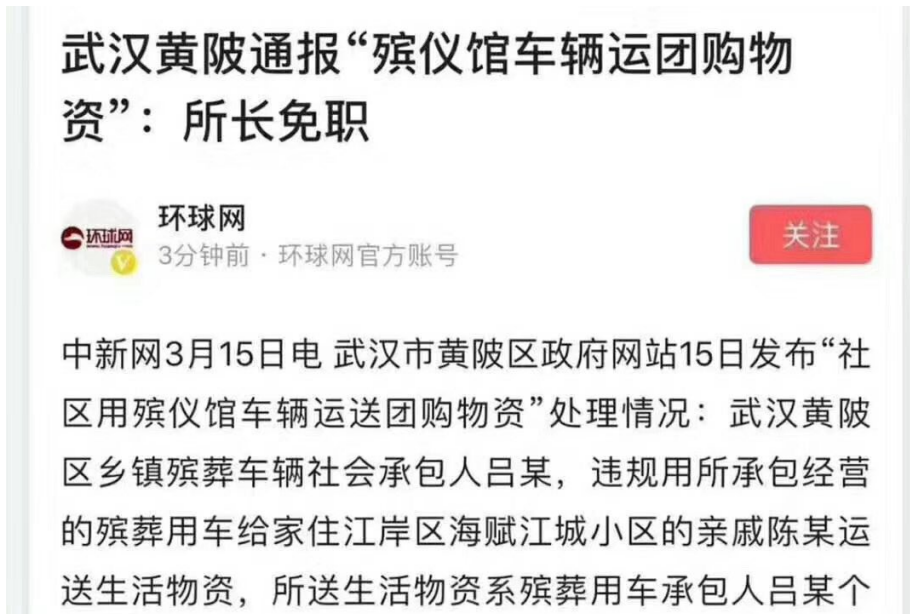 武汉黄陂通报“殡仪馆车辆运团购物
资”：所长免职
环球网
环球网
3分钟前 · 环球网官方账号
关注
中新网3月15日电 武汉市黄陂区政府网站15日发布“社
区用殡仪馆车辆运送团购物资”处理情况：武汉黄陂
区乡镇殡葬车辆社会承包人吕某，违规用所承包经营
的殡葬用车给家住江岸区海赋江城小区的亲戚陈某运
送生活物资，所送生活物资系殡葬用车承包人吕某个